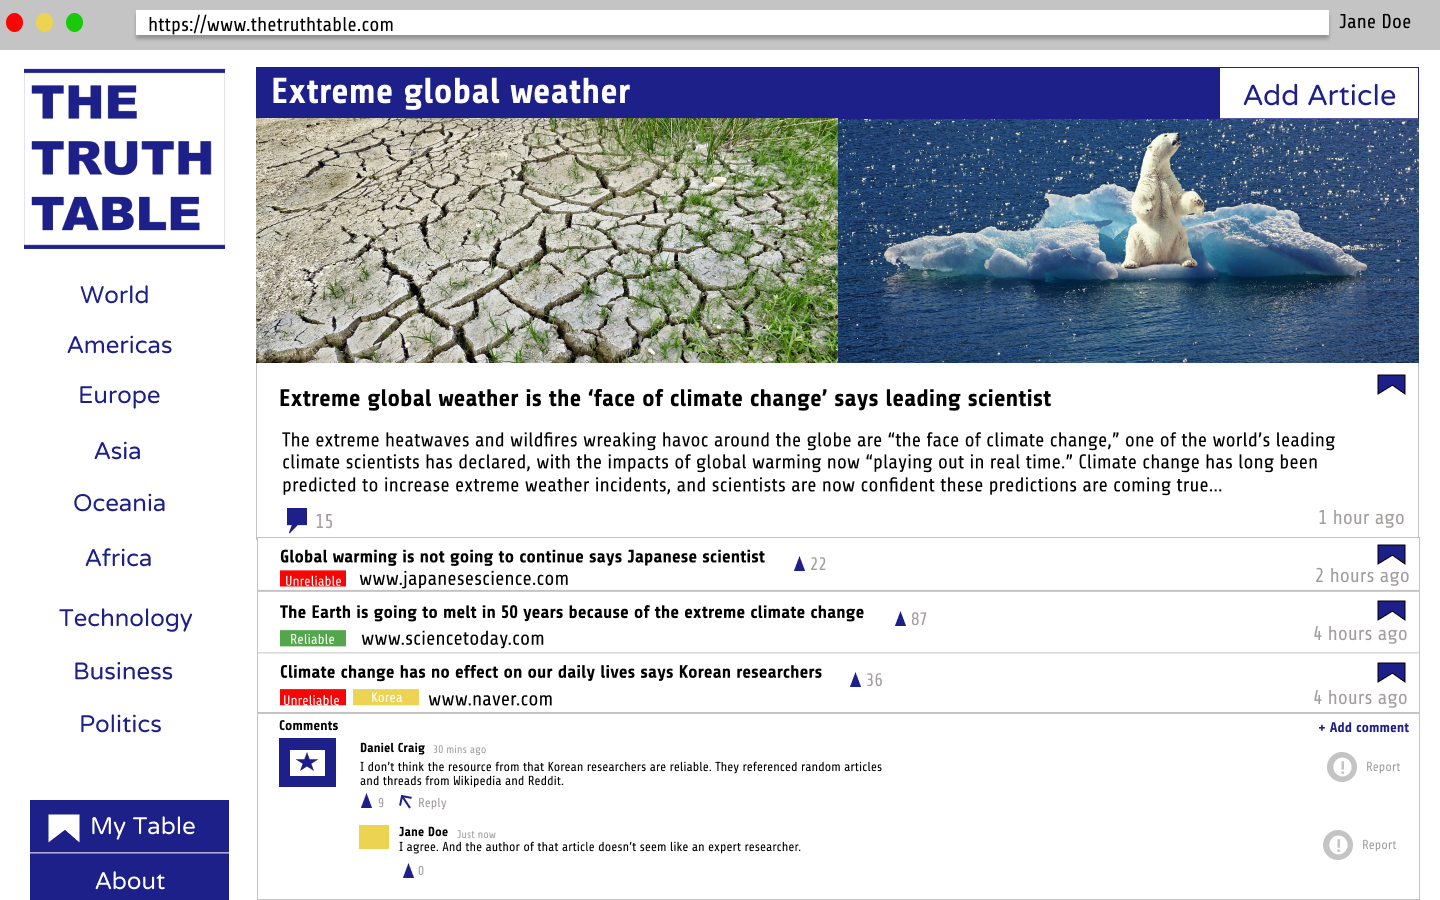 https://www.thetruthtable.com
Jane Doe
THE
TRUTH
TABLE
World
Americas
Europe
Asia
Oceania
Africa
Technology
Business
Politics
My Table
About
Extreme global weather
Add Article
Extreme global weather is the ‘face of climate change’ says leading scientist
The extreme heatwaves and wildfires wreaking havoc around the globe are “the face of climate change,” one of the world’s leading
climate scientists has declared, with the impacts of global warming now “playing out in real time.” Climate change has long been
predicted to increase extreme weather incidents, and scientists are now confident these predictions are coming true...
15
1 hour ago
Global warming is not going to continue says Japanese scientist
22
Unreliable www.japanesescience.com
2 hours ago
The Earth is going to melt in 50 years because of the extreme climate change
87
Reliable www.sciencetoday.com
4 hours ago
Climate change has no effect on our daily lives says Korean researchers
36
Unreliable Korea www.naver.com
4 hours ago
Comments
+ Add comment
Daniel Craig 30 mins ago
I don’t think the resource from that Korean researchers are reliable. They referenced random articles
and threads from Wikipedia and Reddit.
9 Reply
Report
Jane Doe Just now
I agree. And the author of that article doesn’t seem like an expert researcher.
0
Report